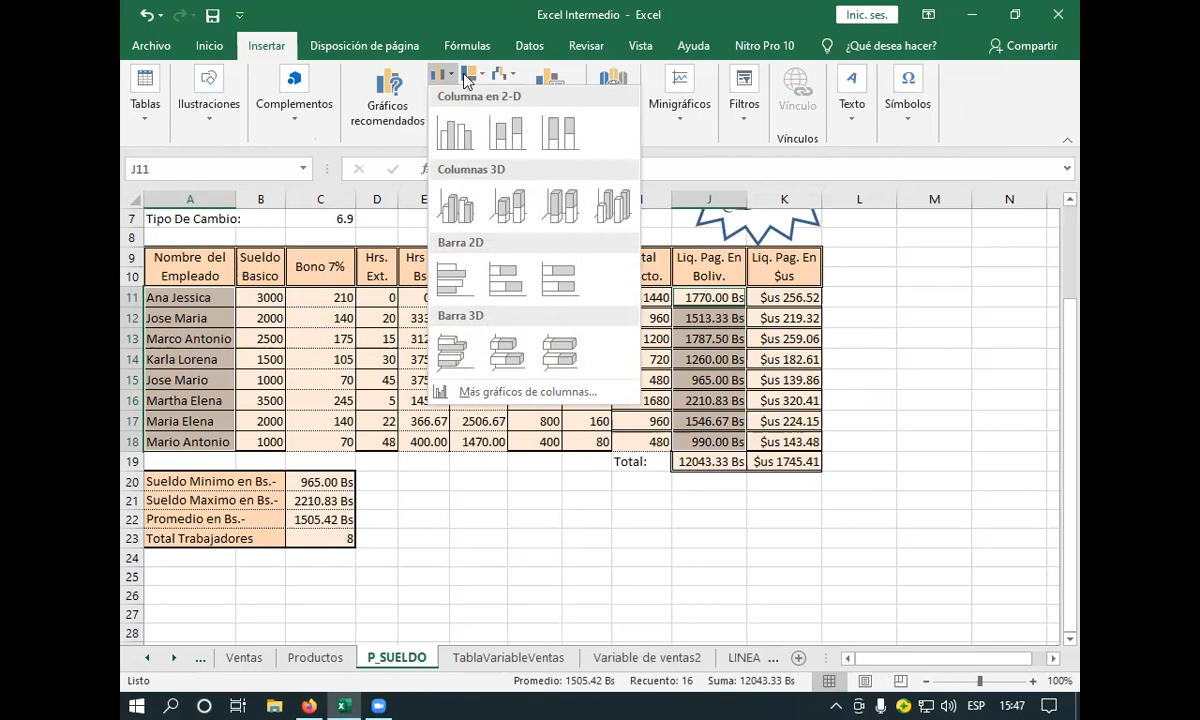 Excel Intermedio - Excel
Inic. ses.
Archivo Inicio Insertar Disposición de página Fórmulas Datos Revisar Vista Ayuda Nitro Pro 10 ¿Qué desea hacer? Compartir
Tablas Ilustraciones Complementos Gráficos recomendados Minigráficos Filtros Vínculo Texto Símbolos
Vínculos
Columna en 2-D
Columnas 3D
Barra 2D
Barra 3D
Más gráficos de columnas...
J11
A B C D E J K L M N
7 Tipo De Cambio: 6.9
8
9 Nombre del Sueldo Bono 7% Hrs. Hrs Liq. Pag. En Liq. Pag. En
10 Empleado Basico Ext. Bs Boliv. $us
11 Ana Jessica 3000 210 0 1440 1770.00 Bs $us 256.52
12 Jose Maria 2000 140 20 333 960 1513.33 Bs $us 219.32
13 Marco Antonio 2500 175 15 312 1200 1787.50 Bs $us 259.06
14 Karla Lorena 1500 105 30 375 720 1260.00 Bs $us 182.61
15 Jose Mario 1000 70 45 375 480 965.00 Bs $us 139.86
16 Martha Elena 3500 245 5 145 1680 2210.83 Bs $us 320.41
17 Maria Elena 2000 140 22 366.67 2506.67 800 160 960 1546.67 Bs $us 224.15
18 Mario Antonio 1000 70 48 400.00 1470.00 400 80 480 990.00 Bs $us 143.48
19 Total: 12043.33 Bs $us 1745.41
20 Sueldo Minimo en Bs.- 965.00 Bs
21 Sueldo Maximo en Bs.- 2210.83 Bs
22 Promedio en Bs.- 1505.42 Bs
23 Total Trabajadores 8
24
25
26
27
28
... Ventas Productos P_SUELDO TablaVariableVentas Variable de ventas2 LINEA ...
Listo Promedio: 1505.42 Bs Recuento: 16 Suma: 12043.33 Bs 100%
ESP 15:47